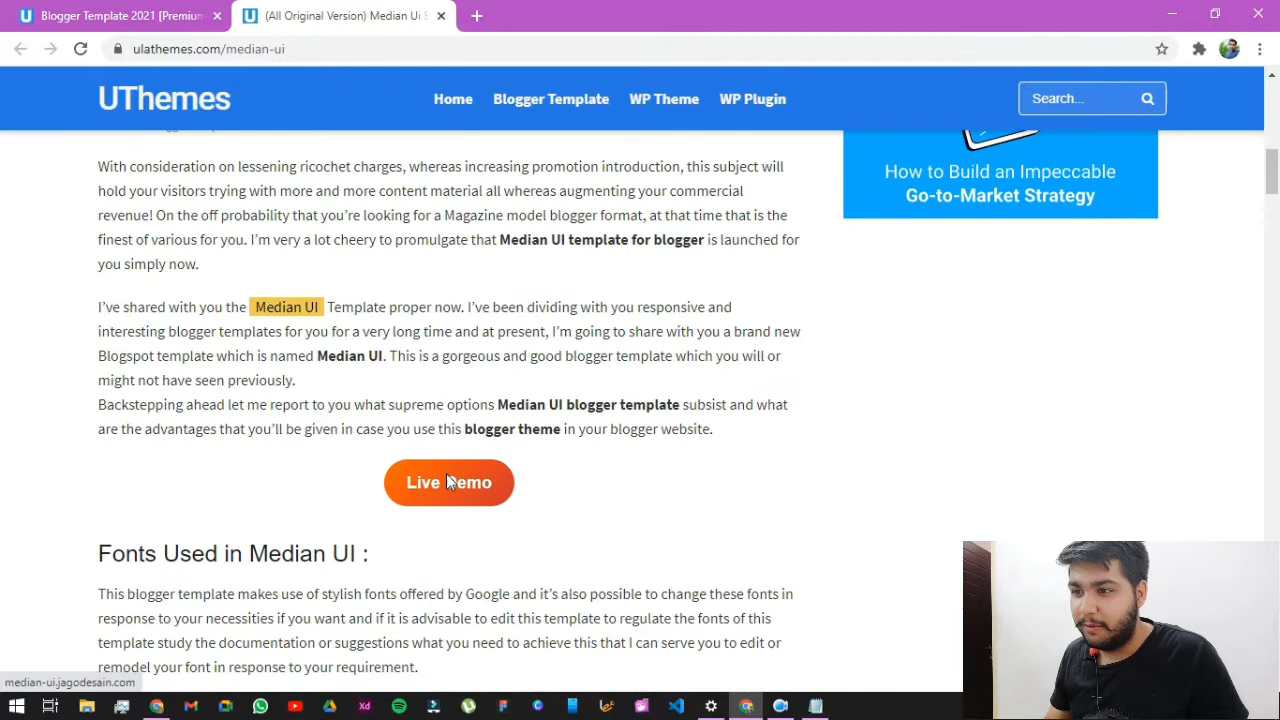 Blogger Template 2021 [Premium
(All Original Version) Median Ui
ulathemes.com/median-ui
UThemes
Home Blogger Template WP Theme WP Plugin
Search...
With consideration on lessening ricochet charges, whereas increasing promotion introduction, this subject will
hold your visitors trying with more and more content material all whereas augmenting your commercial
revenue! On the off probability that you're looking for a Magazine model blogger format, at that time that is the
finest of various for you. I'm very a lot cheery to promulgate that Median UI template for blogger is launched for
you simply now.
How to Build an Impeccable
Go-to-Market Strategy
I've shared with you the Median UI Template proper now. I've been dividing with you responsive and
interesting blogger templates for you for a very long time and at present, I'm going to share with you a brand new
Blogspot template which is named Median UI. This is a gorgeous and good blogger template which you will or
might not have seen previously.
Backstepping ahead let me report to you what supreme options Median UI blogger template subsist and what
are the advantages that you'll be given in case you use this blogger theme in your blogger website.
Live Demo
Fonts Used in Median UI :
This blogger template makes use of stylish fonts offered by Google and it's also possible to change these fonts in
response to your necessities if you want and if it is advisable to edit this template to regulate the fonts of this
template study the documentation or suggestions what you need to achieve this that I can serve you to edit or
remodel your font in response to your requirement.
median-ui.jagodesain.com